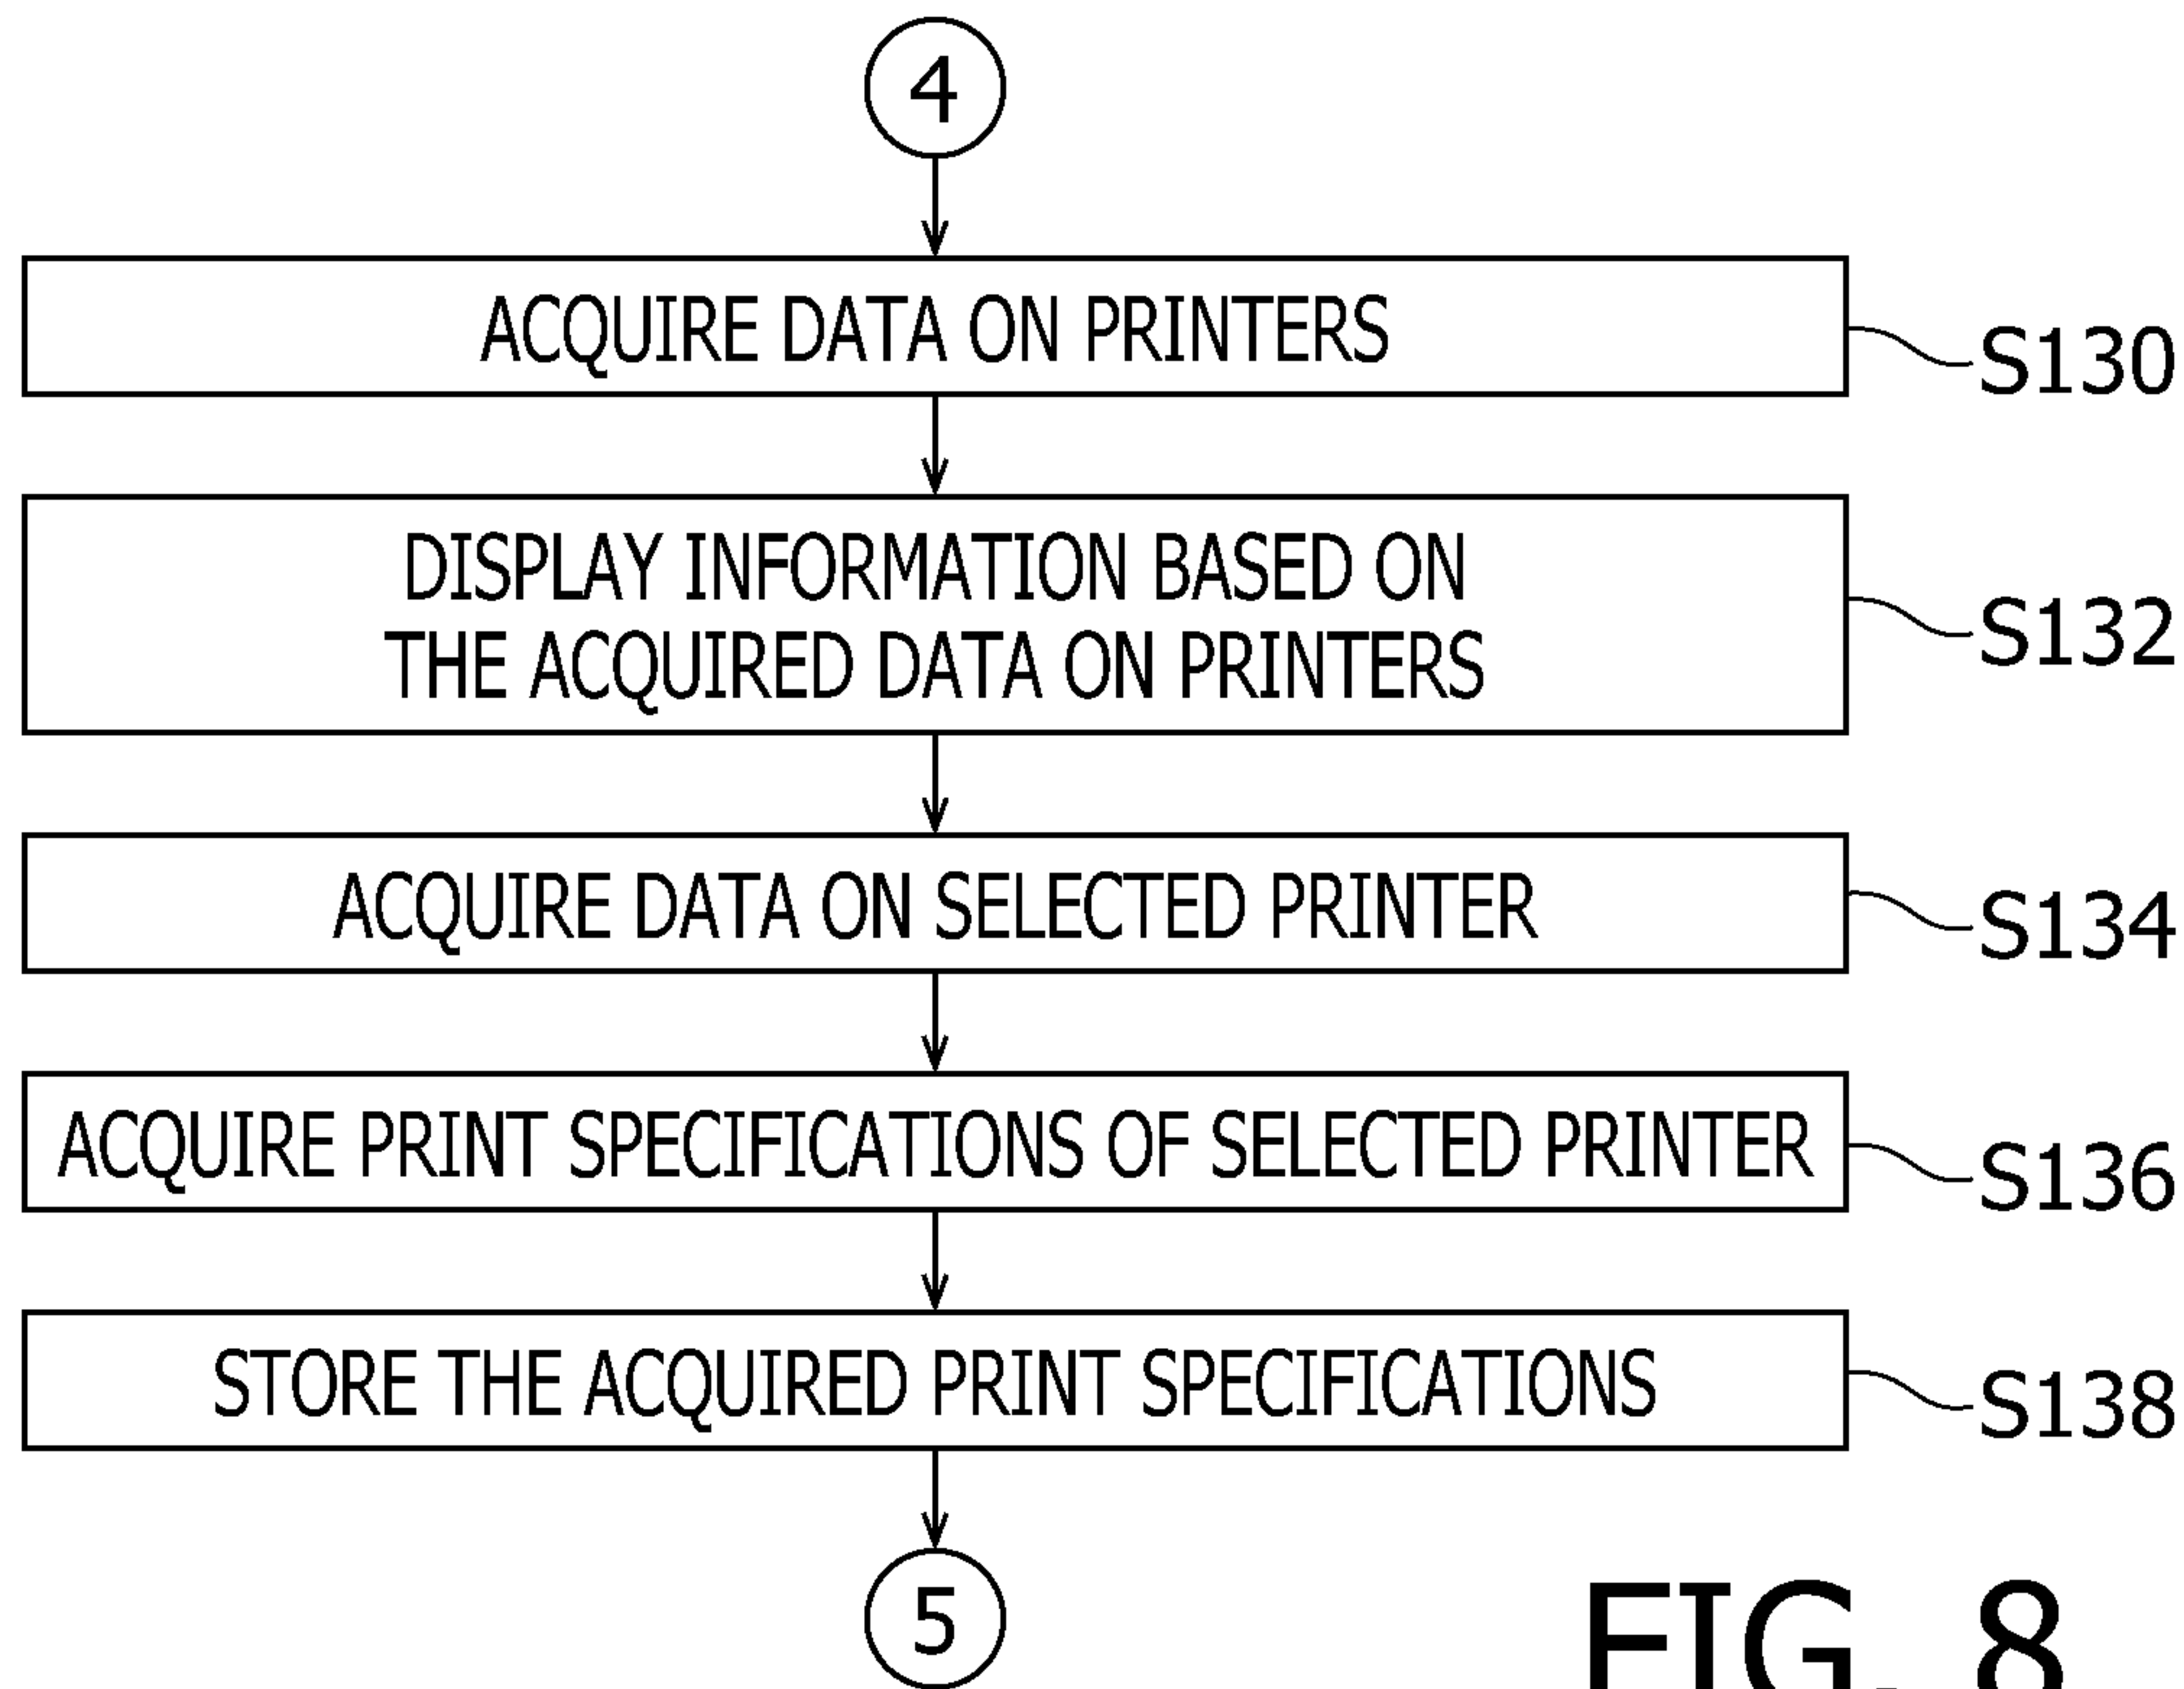 4
ACQUIRE DATA ON PRINTERS
S130
DISPLAY INFORMATION BASED ON
THE ACQUIRED DATA ON PRINTERS
S132
ACQUIRE DATA ON SELECTED PRINTER
S134
ACQUIRE PRINT SPECIFICATIONS OF SELECTED PRINTER
S136
STORE THE ACQUIRED PRINT SPECIFICATIONS
S138
5
FIG. 8